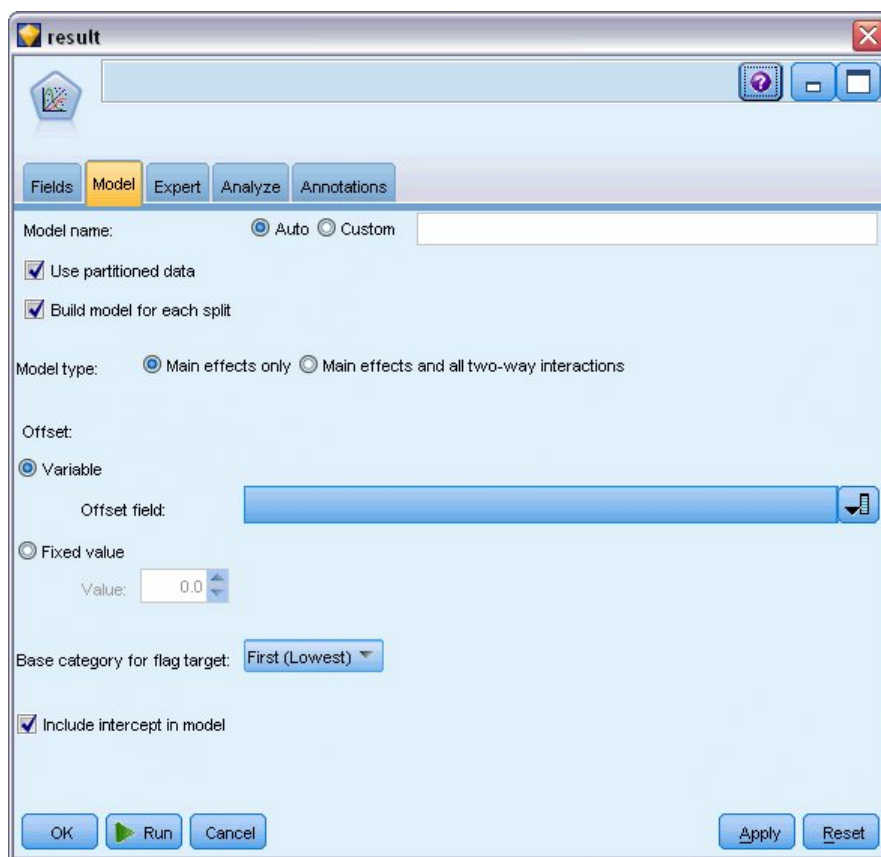 result
Fields Model Expert Analyze Annotations
Model name: Auto Custom
Use partitioned data
Build model for each split
Model type: Main effects only Main effects and all two-way interactions
Offset:
Variable
Offset field:
Fixed value
Value: 0.0
Base category for flag target: First (Lowest)
Include intercept in model
OK Run Cancel Apply Reset